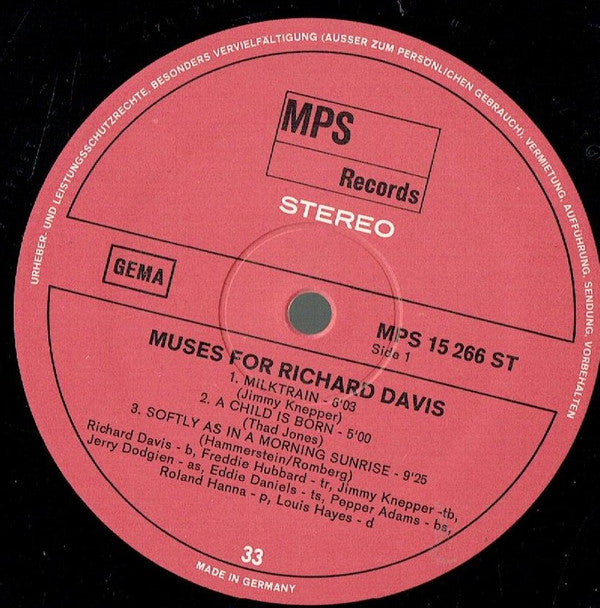 URHEBER- UND LEISTUNGSSCHUTZRECHTE, BESONDERS VERVIELFÄLTIGUNG (AUSSER ZUM PERSÖNLICHEN GEBRAUCH), VERMIETUNG, AUFFÜHRUNG, SENDUNG, VORBEHALTEN
MPS
Records
STEREO
GEMA
MPS 15 266 ST
Side 1
MUSES FOR RICHARD DAVIS
1. MiLKTRAIN - 6'03
(Jimmy Knepper)
2. A CHILD IS BORN - 5'00
(Thad Jones)
3. SOFTLY AS IN A MORNING SUNRISE - 9'25
(Hammerstein/Romberg)
Richard Davis - b, Freddie Hubbard - tr, Jimmy Knepper -tb,
Jerry Dodgien - as, Eddie Daniels - ts, Pepper Adams - bs,
Roland Hanna - p, Louis Hayes - d
33
MADE IN GERMANY